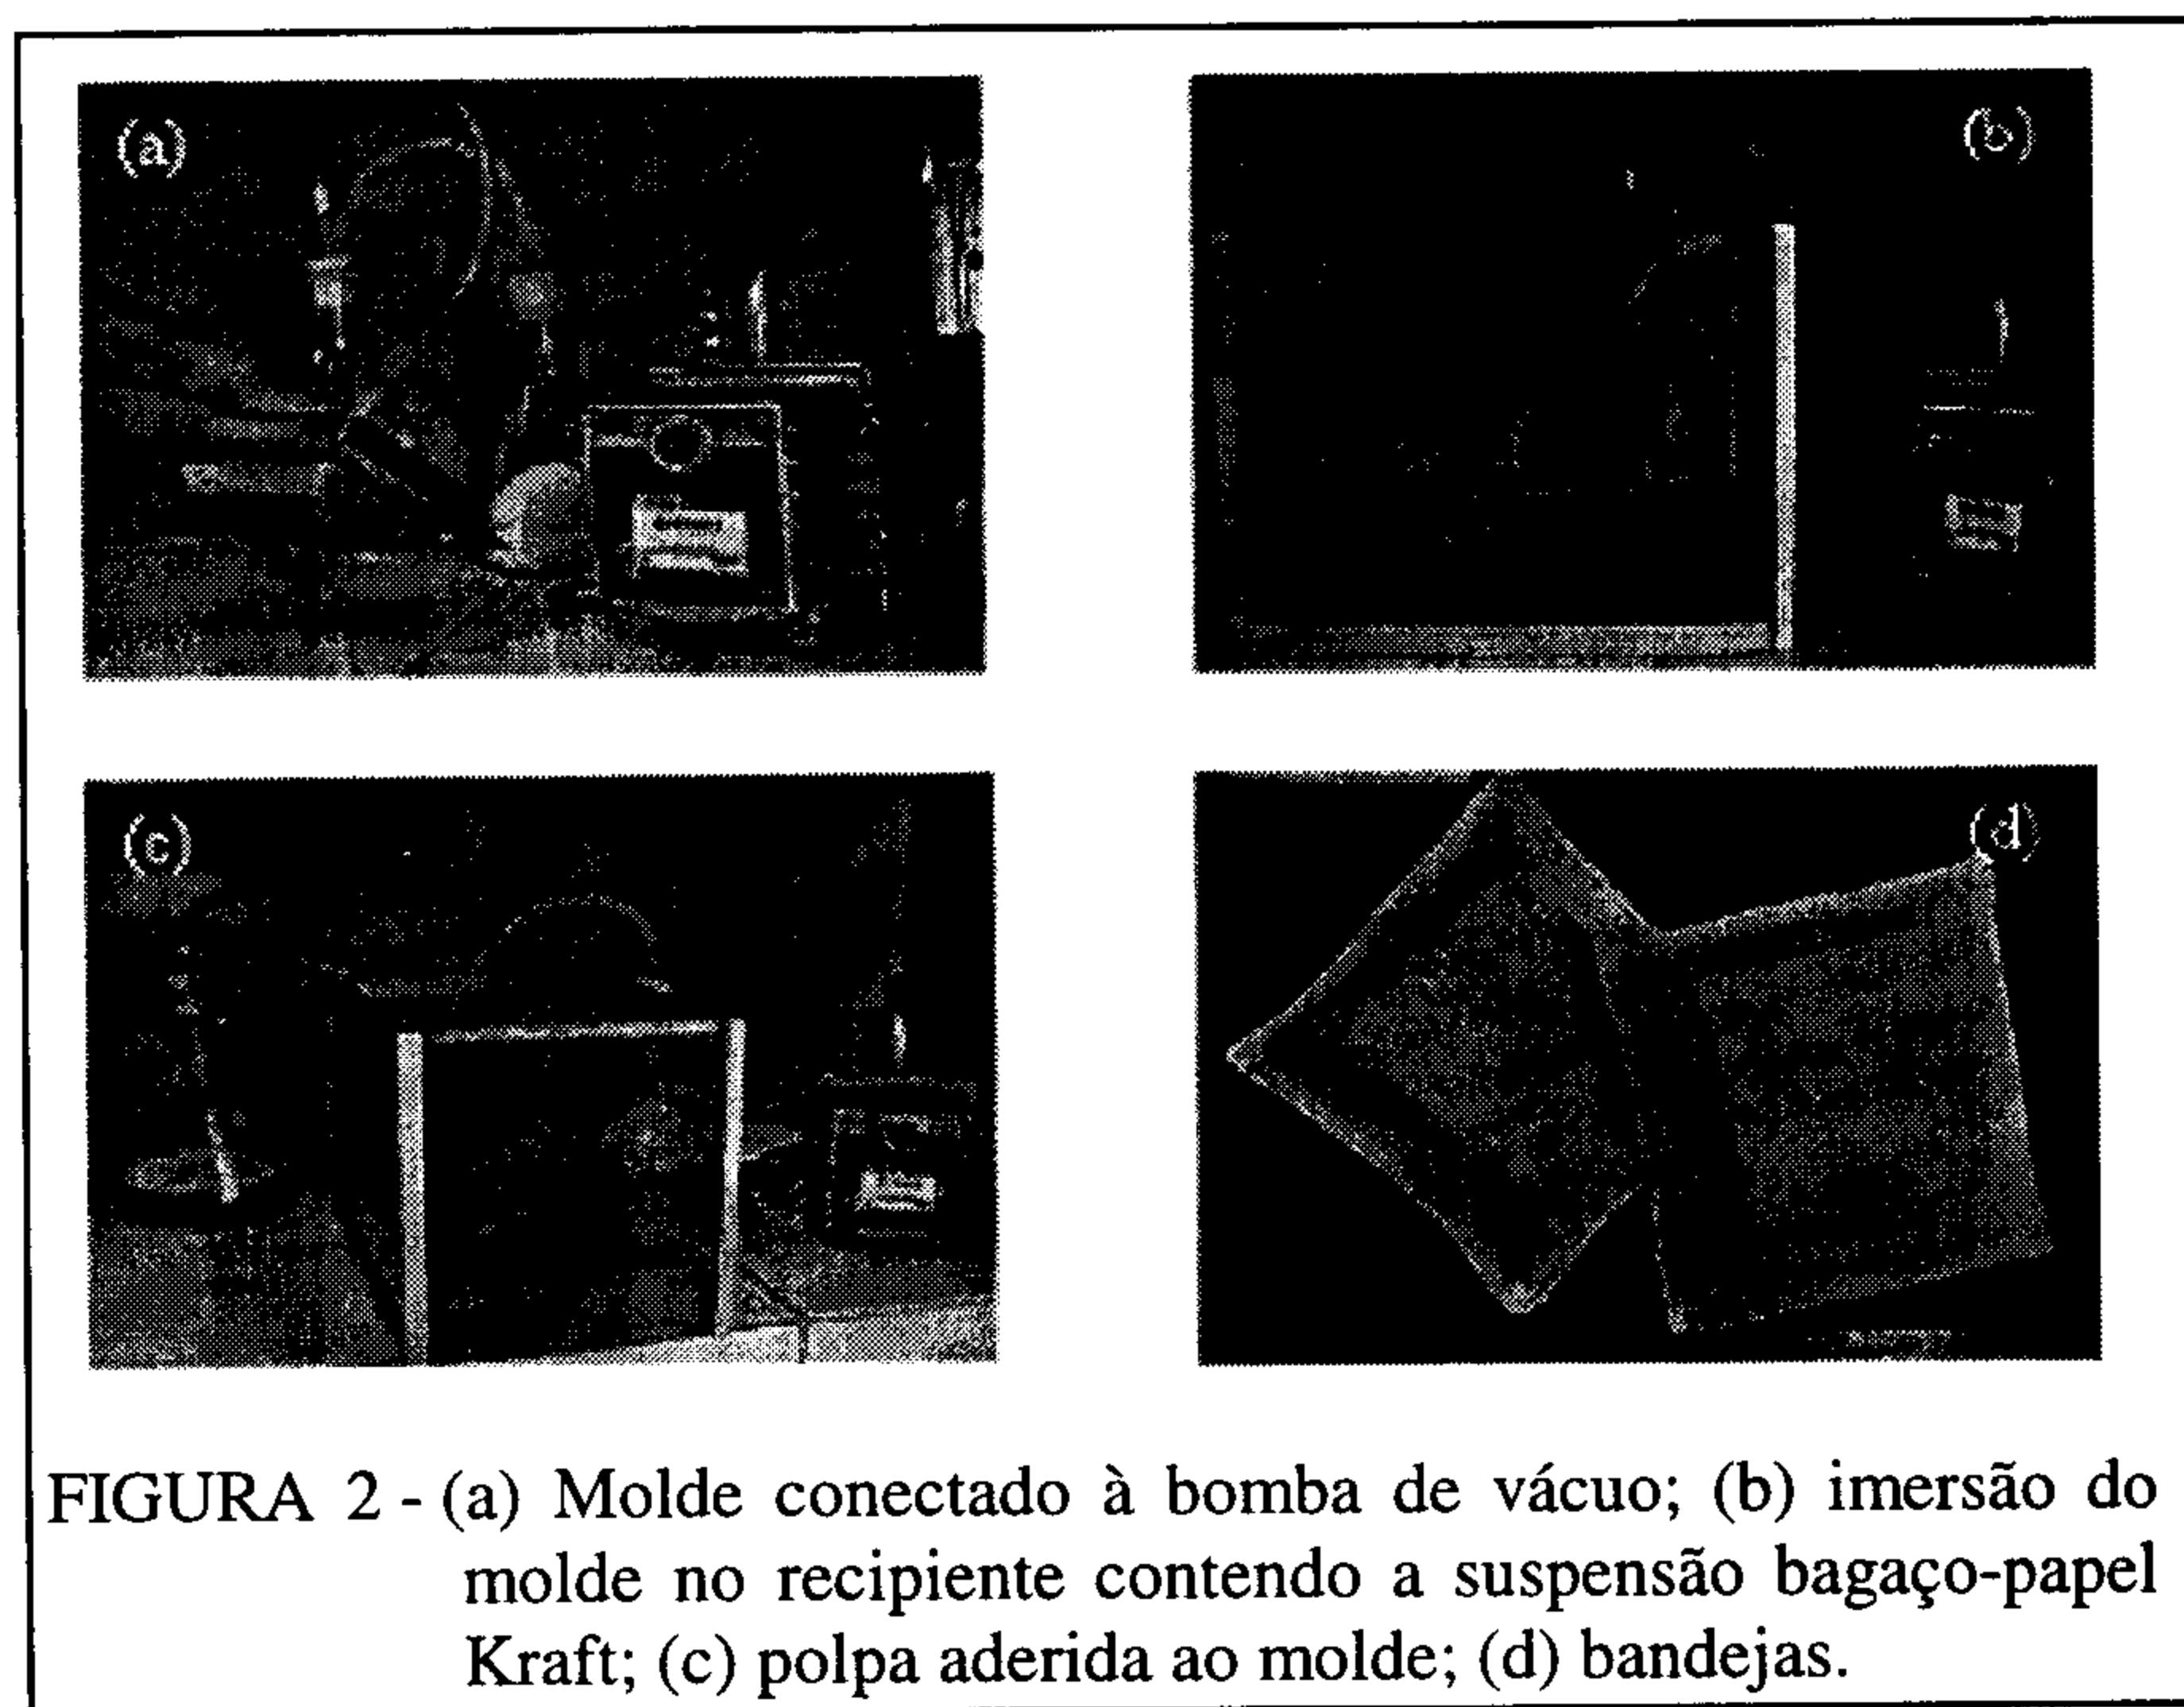 (a)
(b)
(c)
(d)
FIGURA 2 - (a) Molde conectado à bomba de vácuo; (b) imersão do
molde no recipiente contendo a suspensão bagaço-papel
Kraft; (c) polpa aderida ao molde; (d) bandejas.